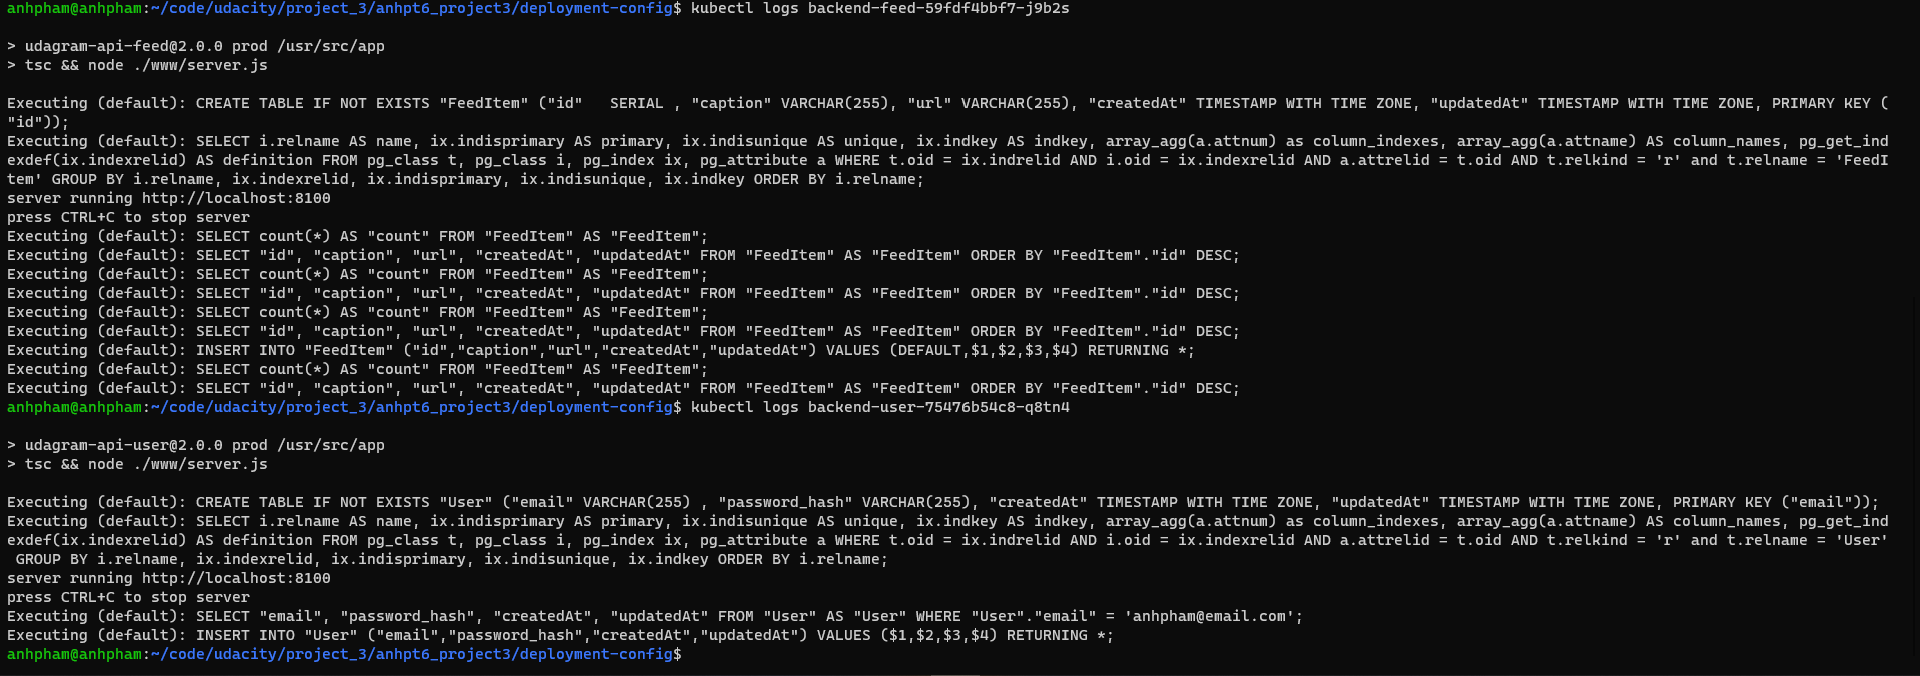 anhpham@anhpham:~/code/udacity/project_3/anhpt6_project3/deployment-config$ kubectl logs backend-feed-59fdf4bbf7-j9b2s
> udagram-api-feed@2.0.0 prod /usr/src/app
> tsc && node ./www/server.js
Executing (default): CREATE TABLE IF NOT EXISTS "FeedItem" ("id"   SERIAL , "caption" VARCHAR(255), "url" VARCHAR(255), "createdAt" TIMESTAMP WITH TIME ZONE, "updatedAt" TIMESTAMP WITH TIME ZONE, PRIMARY KEY (
"id"));
Executing (default): SELECT i.relname AS name, ix.indisprimary AS primary, ix.indisunique AS unique, ix.indkey AS indkey, array_agg(a.attnum) as column_indexes, array_agg(a.attname) AS column_names, pg_get_ind
exdef(ix.indexrelid) AS definition FROM pg_class t, pg_class i, pg_index ix, pg_attribute a WHERE t.oid = ix.indrelid AND i.oid = ix.indexrelid AND a.attrelid = t.oid AND t.relkind = 'r' and t.relname = 'FeedI
tem' GROUP BY i.relname, ix.indexrelid, ix.indisprimary, ix.indisunique, ix.indkey ORDER BY i.relname;
server running http://localhost:8100
press CTRL+C to stop server
Executing (default): SELECT count(*) AS "count" FROM "FeedItem" AS "FeedItem";
Executing (default): SELECT "id", "caption", "url", "createdAt", "updatedAt" FROM "FeedItem" AS "FeedItem" ORDER BY "FeedItem"."id" DESC;
Executing (default): SELECT count(*) AS "count" FROM "FeedItem" AS "FeedItem";
Executing (default): SELECT "id", "caption", "url", "createdAt", "updatedAt" FROM "FeedItem" AS "FeedItem" ORDER BY "FeedItem"."id" DESC;
Executing (default): SELECT count(*) AS "count" FROM "FeedItem" AS "FeedItem";
Executing (default): SELECT "id", "caption", "url", "createdAt", "updatedAt" FROM "FeedItem" AS "FeedItem" ORDER BY "FeedItem"."id" DESC;
Executing (default): INSERT INTO "FeedItem" ("id","caption","url","createdAt","updatedAt") VALUES (DEFAULT,$1,$2,$3,$4) RETURNING *;
Executing (default): SELECT count(*) AS "count" FROM "FeedItem" AS "FeedItem";
Executing (default): SELECT "id", "caption", "url", "createdAt", "updatedAt" FROM "FeedItem" AS "FeedItem" ORDER BY "FeedItem"."id" DESC;
anhpham@anhpham:~/code/udacity/project_3/anhpt6_project3/deployment-config$ kubectl logs backend-user-75476b54c8-q8tn4
> udagram-api-user@2.0.0 prod /usr/src/app
> tsc && node ./www/server.js
Executing (default): CREATE TABLE IF NOT EXISTS "User" ("email" VARCHAR(255) , "password_hash" VARCHAR(255), "createdAt" TIMESTAMP WITH TIME ZONE, "updatedAt" TIMESTAMP WITH TIME ZONE, PRIMARY KEY ("email"));
Executing (default): SELECT i.relname AS name, ix.indisprimary AS primary, ix.indisunique AS unique, ix.indkey AS indkey, array_agg(a.attnum) as column_indexes, array_agg(a.attname) AS column_names, pg_get_ind
exdef(ix.indexrelid) AS definition FROM pg_class t, pg_class i, pg_index ix, pg_attribute a WHERE t.oid = ix.indrelid AND i.oid = ix.indexrelid AND a.attrelid = t.oid AND t.relkind = 'r' and t.relname = 'User'
 GROUP BY i.relname, ix.indexrelid, ix.indisprimary, ix.indisunique, ix.indkey ORDER BY i.relname;
server running http://localhost:8100
press CTRL+C to stop server
Executing (default): SELECT "email", "password_hash", "createdAt", "updatedAt" FROM "User" AS "User" WHERE "User"."email" = 'anhpham@email.com';
Executing (default): INSERT INTO "User" ("email","password_hash","createdAt","updatedAt") VALUES ($1,$2,$3,$4) RETURNING *;
anhpham@anhpham:~/code/udacity/project_3/anhpt6_project3/deployment-config$